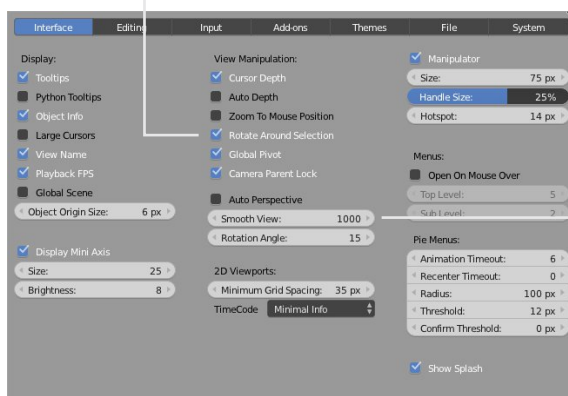 Interface Editing Input Add-ons Themes File System
Display:
Tooltips
Python Tooltips
Object Info
Large Cursors
View Name
Playback FPS
Global Scene
Object Origin Size: 6 px
Display Mini Axis
Size: 25
Brightness: 8
View Manipulation:
Cursor Depth
Auto Depth
Zoom To Mouse Position
Rotate Around Selection
Global Pivot
Camera Parent Lock
Auto Perspective
Smooth View: 1000
Rotation Angle: 15
2D Viewports:
Minimum Grid Spacing: 35 px
TimeCode Minimal Info
Manipulator
Size: 75 px
Handle Size: 25%
Hotspot: 14 px
Menus:
Open On Mouse Over
Top Level: 5
Sub Level: 2
Pie Menus:
Animation Timeout: 6
Recenter Timeout: 0
Radius: 100 px
Threshold: 12 px
Confirm Threshold: 0 px
Show Splash